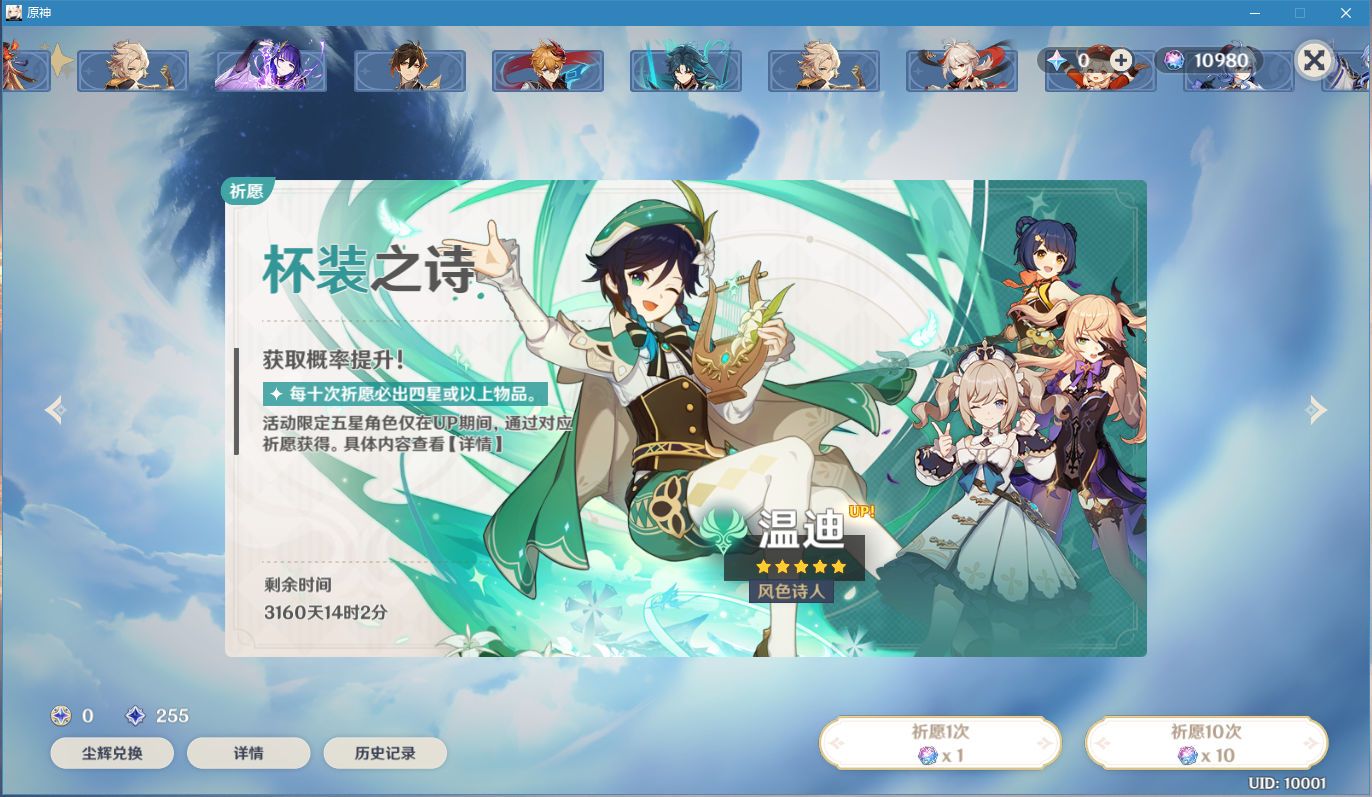 原神
0
10980
祈愿
杯装之诗
获取概率提升!
每十次祈愿必出四星或以上物品。
活动限定五星角色仅在UP期间, 通过对应
祈愿获得。具体内容查看【详情】
温迪
UP!
风色诗人
剩余时间
3160天14时2分
0
255
尘辉兑换
详情
历史记录
祈愿1次
x 1
祈愿10次
x 10
UID: 10001